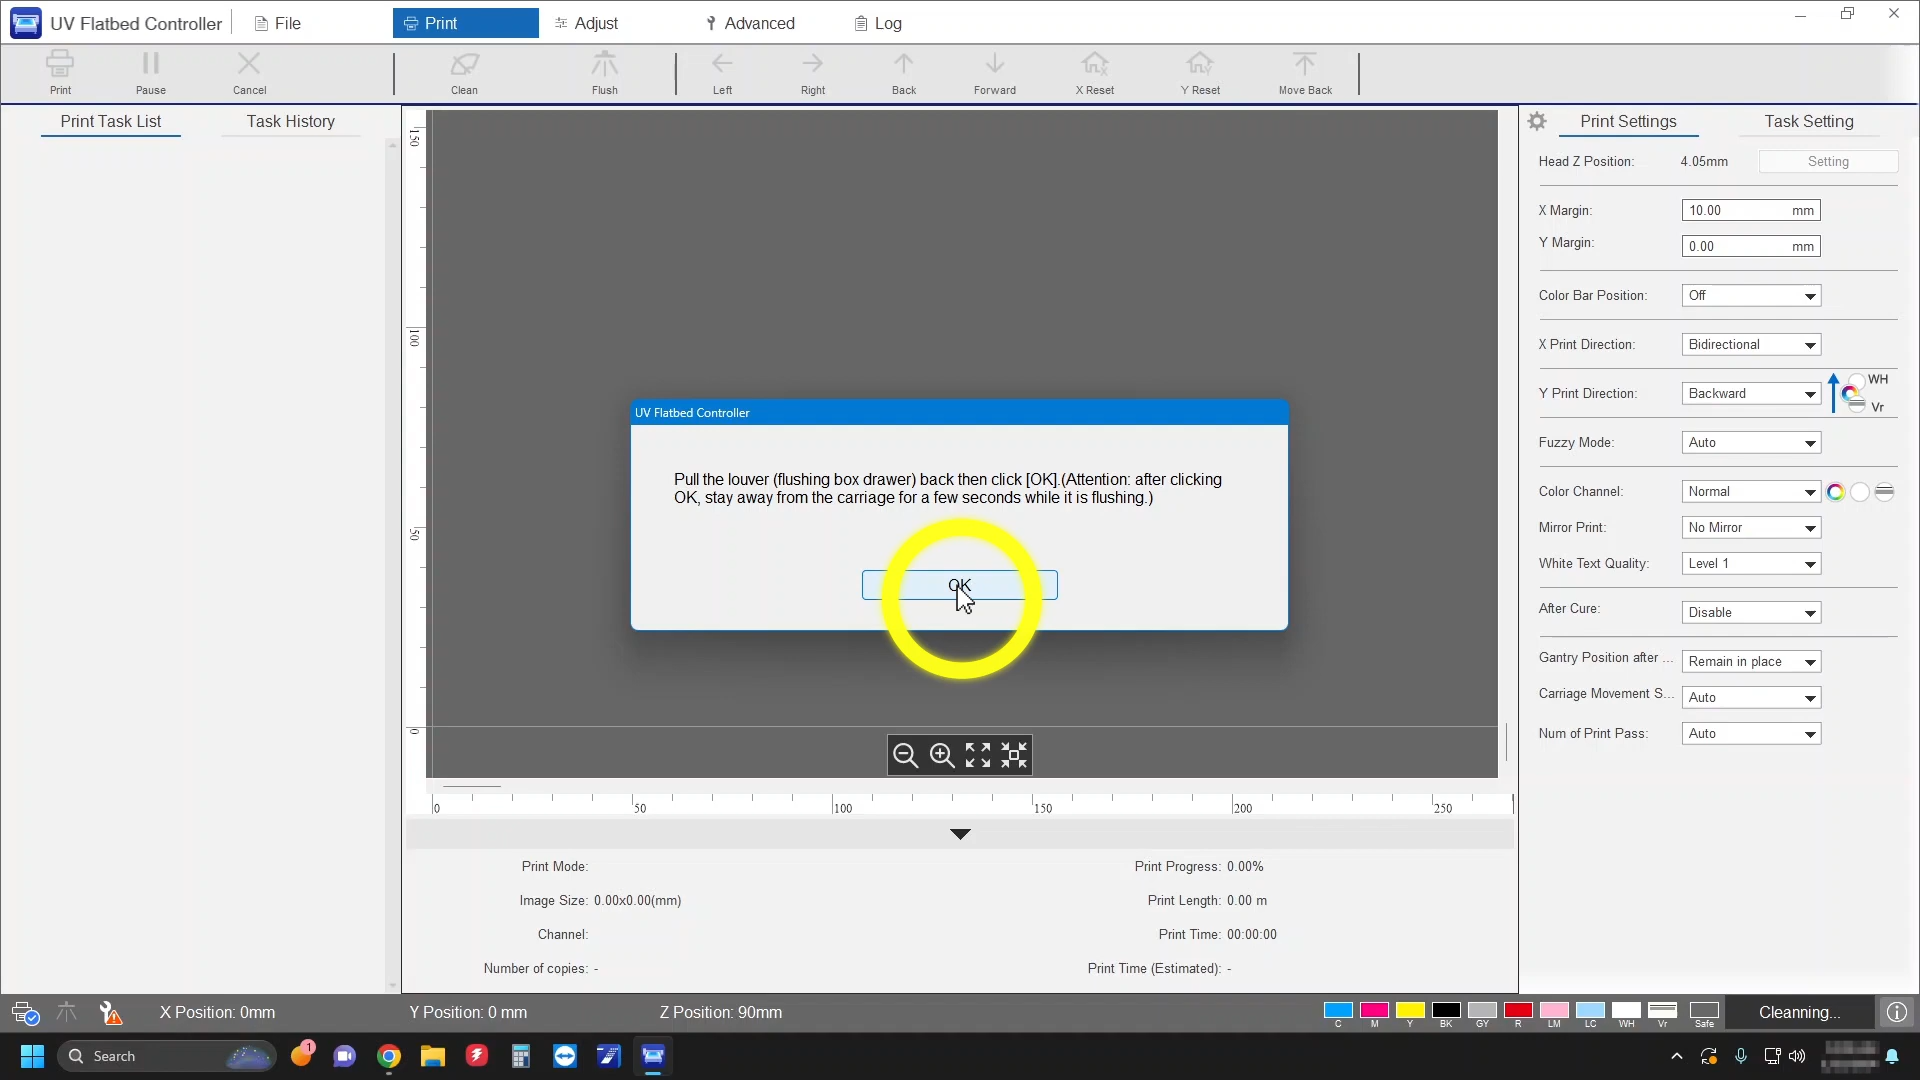 UV Flatbed Controller
File
Print
Adjust
Advanced
Log
Print
Pause
Cancel
Clean
Flush
Left
Right
Back
Forward
X Reset
Y Reset
Move Back
Print Task List
Task History
Print Settings
Task Setting
Head Z Position: 4.05mm Setting
X Margin: 10.00 mm
Y Margin: 0.00 mm
Color Bar Position: Off
X Print Direction: Bidirectional
Y Print Direction: Backward WH Vr
Fuzzy Mode: Auto
Color Channel: Normal
Mirror Print: No Mirror
White Text Quality: Level 1
After Cure: Disable
Gantry Position after ... Remain in place
Carriage Movement S... Auto
Num of Print Pass: Auto
150
100
50
0
UV Flatbed Controller
Pull the louver (flushing box drawer) back then click [OK].(Attention: after clicking
OK, stay away from the carriage for a few seconds while it is flushing.)
OK
0 50 100 150 200 250
Print Mode:
Print Progress: 0.00%
Image Size: 0.00x0.00(mm)
Print Length: 0.00 m
Channel:
Print Time: 00:00:00
Number of copies: -
Print Time (Estimated): -
X Position: 0mm
Y Position: 0 mm
Z Position: 90mm
C M Y BK GY R LM LC WH Vr Safe
Cleanning...
Search
1